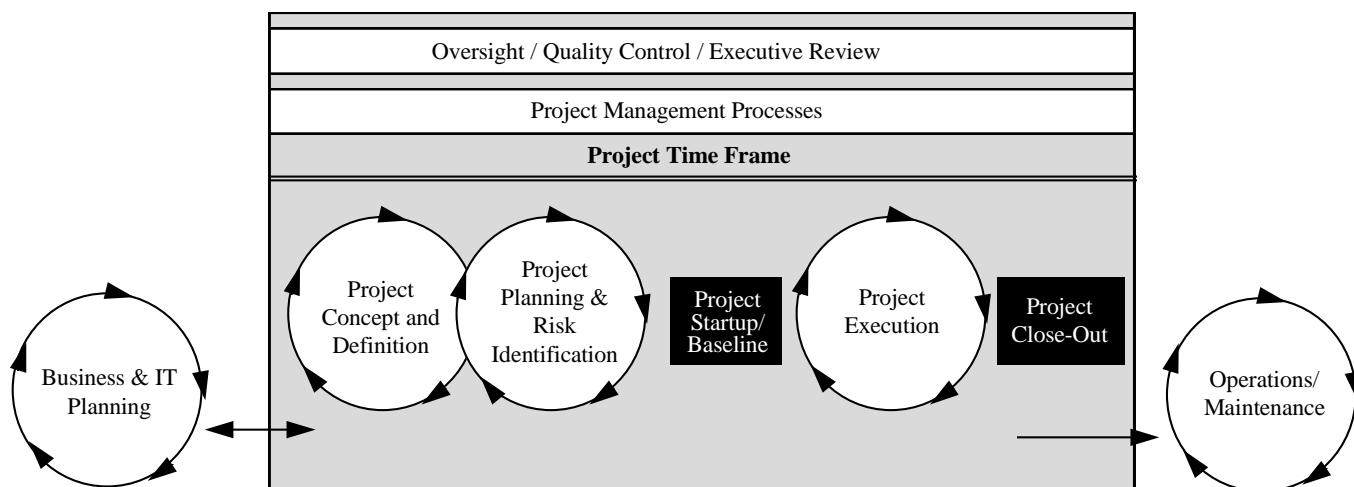 Oversight / Quality Control / Executive Review
Project Management Processes
Project Time Frame
Business & IT
Planning
Project
Concept and
Definition
Project
Planning &
Risk
Identification
Project
Startup/
Baseline
Project
Execution
Project
Close-Out
Operations/
Maintenance